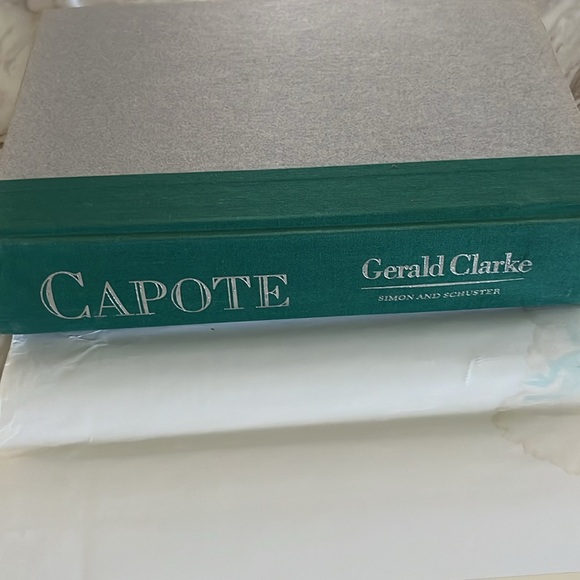 CAPOTE
Gerald Clarke
SIMON AND SCHUSTER